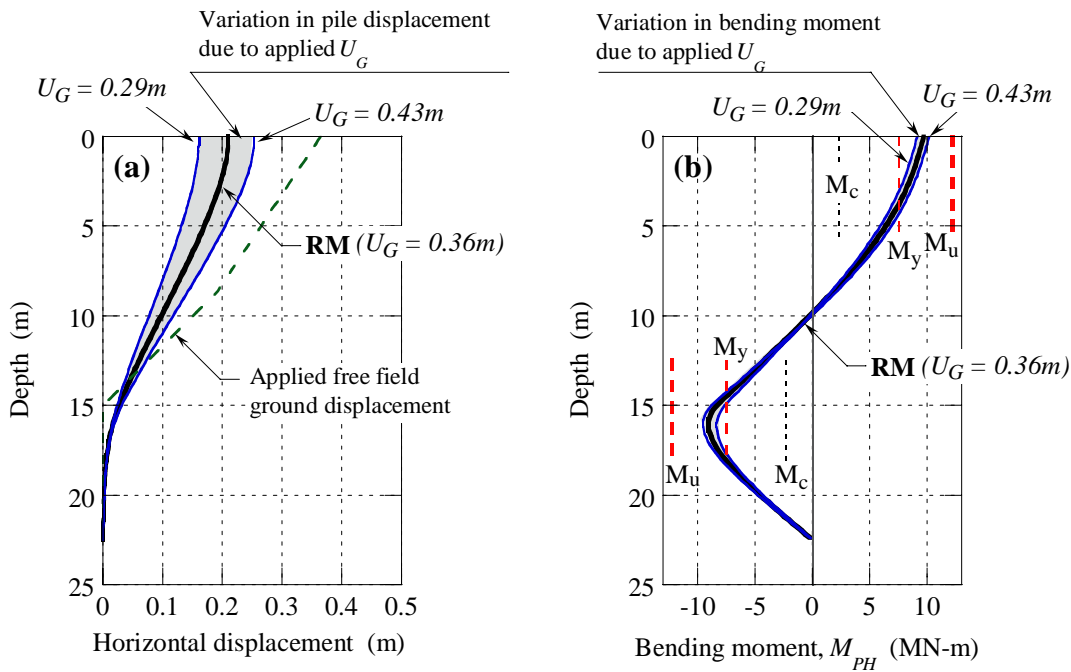 Variation in pile displacement
due to applied U_G
U_G = 0.29m
U_G = 0.43m
(a)
RM (U_G = 0.36m)
Applied free field
ground displacement
0
5
10
15
20
25
Depth (m)
0 0.1 0.2 0.3 0.4 0.5
Horizontal displacement (m)
Variation in bending moment
due to applied U_G
U_G = 0.29m
U_G = 0.43m
(b)
M_c
M_y
M_u
M_y
RM (U_G = 0.36m)
M_u
M_c
0
5
10
15
20
25
Depth (m)
-10 -5 0 5 10
Bending moment, M_PH (MN-m)